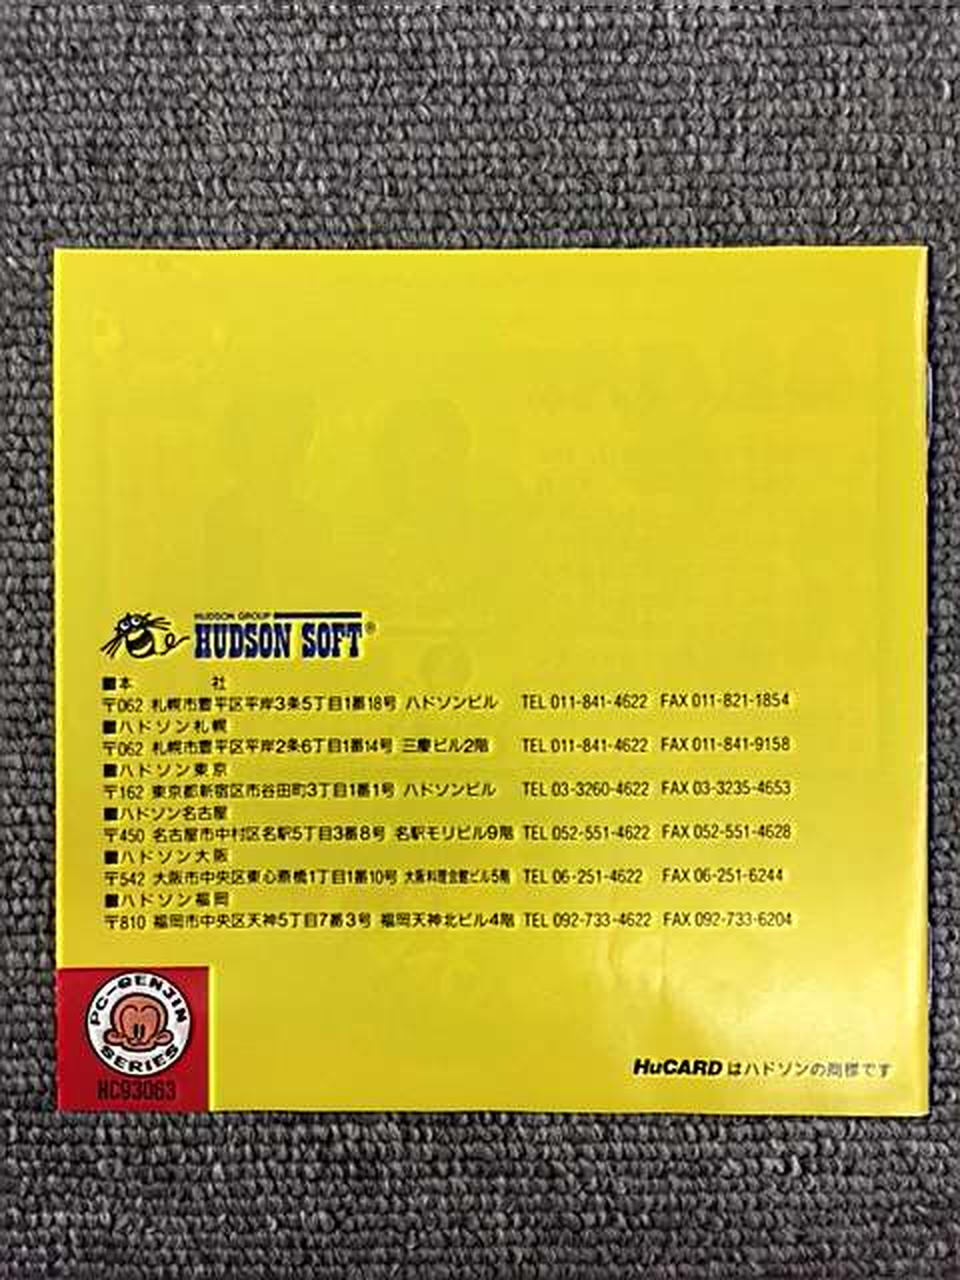 HUDSON GROUP
HUDSON SOFT®
■本 社
〒062 札幌市豊平区平岸3条5丁目1番18号 ハドソンビル TEL 011-841-4622 FAX 011-821-1854
■ハドソン札幌
〒062 札幌市豊平区平岸2条6丁目1番14号 三慶ビル2階 TEL 011-841-4622 FAX 011-841-9158
■ハドソン東京
〒162 東京都新宿区市谷田町3丁目1番1号 ハドソンビル TEL 03-3260-4622 FAX 03-3235-4653
■ハドソン名古屋
〒450 名古屋市中村区名駅5丁目3番8号 名駅モリビル9階 TEL 052-551-4622 FAX 052-551-4628
■ハドソン大阪
〒542 大阪市中央区東心斎橋1丁目1番10号 大阪料理会館ビル5階 TEL 06-251-4622 FAX 06-251-6244
■ハドソン福岡
〒810 福岡市中央区天神5丁目7番3号 福岡天神北ビル4階 TEL 092-733-4622 FAX 092-733-6204
PC-GENJIN
SERIES
HC93063
HuCARD はハドソンの商標です